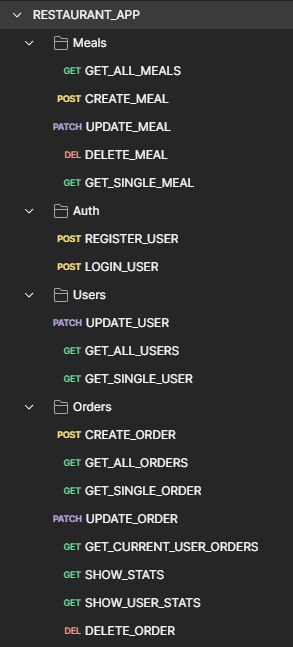 RESTAURANT_APP
Meals
GET GET_ALL_MEALS
POST CREATE_MEAL
PATCH UPDATE_MEAL
DEL DELETE_MEAL
GET GET_SINGLE_MEAL
Auth
POST REGISTER_USER
POST LOGIN_USER
Users
PATCH UPDATE_USER
GET GET_ALL_USERS
GET GET_SINGLE_USER
Orders
POST CREATE_ORDER
GET GET_ALL_ORDERS
GET GET_SINGLE_ORDER
PATCH UPDATE_ORDER
GET GET_CURRENT_USER_ORDERS
GET SHOW_STATS
GET SHOW_USER_STATS
DEL DELETE_ORDER